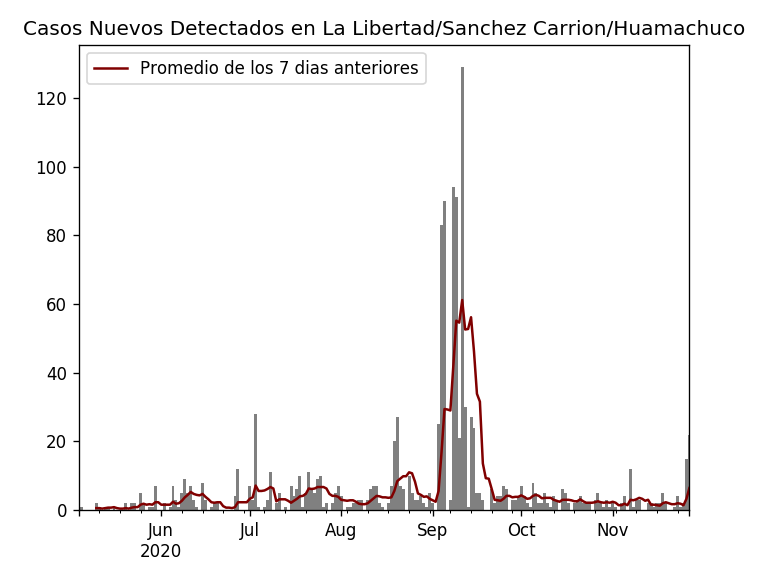 Casos Nuevos Detectados en La Libertad/Sanchez Carrion/Huamachuco
Promedio de los 7 dias anteriores
120
100
80
60
40
20
0
Jun Jul Aug Sep Oct Nov
2020